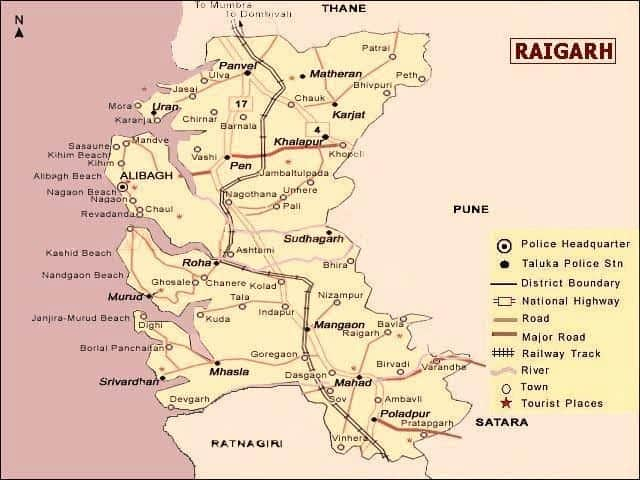 To Mumbra
To Dombivali
THANE
N
RAIGARH
Patrai
Panvel
Ulva
Matheran
Peth
Jasai
Bhivpuri
Mora
Uran
17
Chauk
Karjat
Karanja
Chirnar
Barnala
4
Khalapur
Sasaune
Mandve
Kihim Beach
Vashi
Khopoli
Kihim
Pen
Jambaltulpada
Alibagh Beach
ALIBAGH
Nagaon Beach
Unhere
Nagaon
Nagothana
Pali
Revadanda
Chaul
PUNE
Sudhagarh
Kashid Beach
Ashtami
Roha
Bhira
Nandgaon Beach
Ghosale
Chanere
Kolad
Murud
Tala
Nizampur
Janjira-Murud Beach
Kuda
Indapur
Dighi
Mangaon
Bavla
Raigarh
Borlai Panchaitan
Goregaon
Mhasla
Birvadi
Varandha
Srivardhan
Dasgaon
Mahad
Sov
Ambavli
Devgarh
Poladpur
Pratapgarh
SATARA
RATNAGIRI
Vinhera
Police Headquarter
Taluka Police Stn
District Boundary
National Highway
Road
Major Road
Railway Track
River
Town
Tourist Places